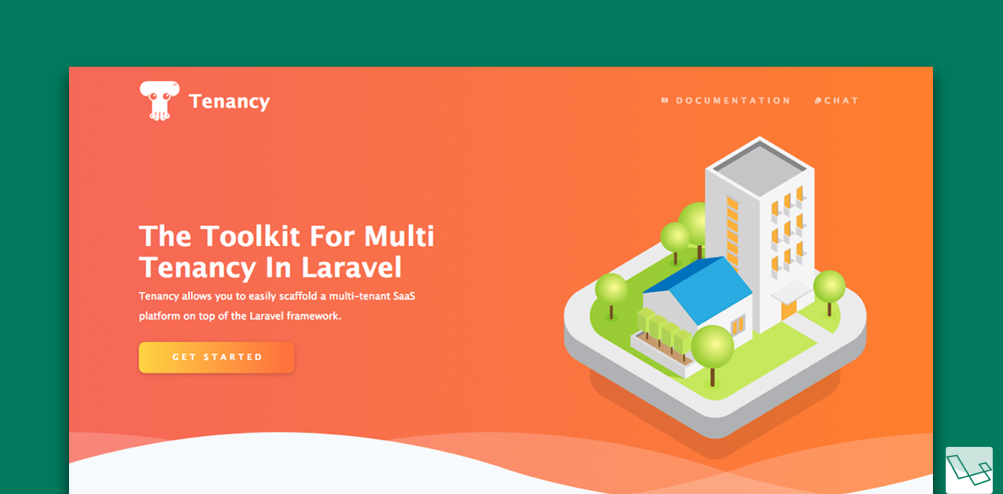 Tenancy
DOCUMENTATION
CHAT
The Toolkit For Multi
Tenancy In Laravel
Tenancy allows you to easily scaffold a multi-tenant SaaS
platform on top of the Laravel framework.
GET STARTED